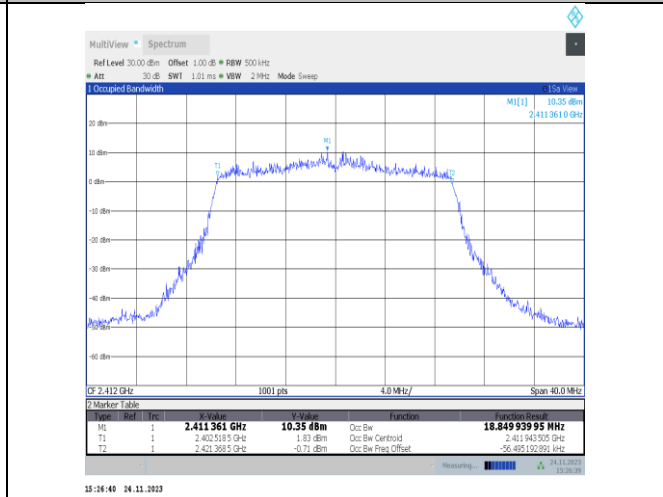 MultiView Spectrum
Ref Level 30.00 dBm Offset 1.00 dB RBW 500 kHz
Att 30 dB SWT 1.01 ms VBW 2 MHz Mode Sweep
1 Occupied Bandwidth 1Sa View
M1[1] 10.35 dBm
2.4113610 GHz
20 dBm
M1
10 dBm
T1
T2
0 dBm
-10 dBm
-20 dBm
-30 dBm
-40 dBm
-50 dBm
-60 dBm
CF 2.412 GHz 1001 pts 4.0 MHz/ Span 40.0 MHz
2 Marker Table
Type Ref Trc X-Value Y-Value Function Function Result
M1 1 2.411 361 GHz 10.35 dBm Occ Bw 18.849 939 95 MHz
T1 1 2.402 5185 GHz 1.83 dBm Occ Bw Centroid 2.411 943 505 GHz
T2 1 2.421 3685 GHz -0.71 dBm Occ Bw Freq Offset -56.495 192 891 kHz
Measuring... 24.11.2023
15:26:39
15:26:40 24.11.2023